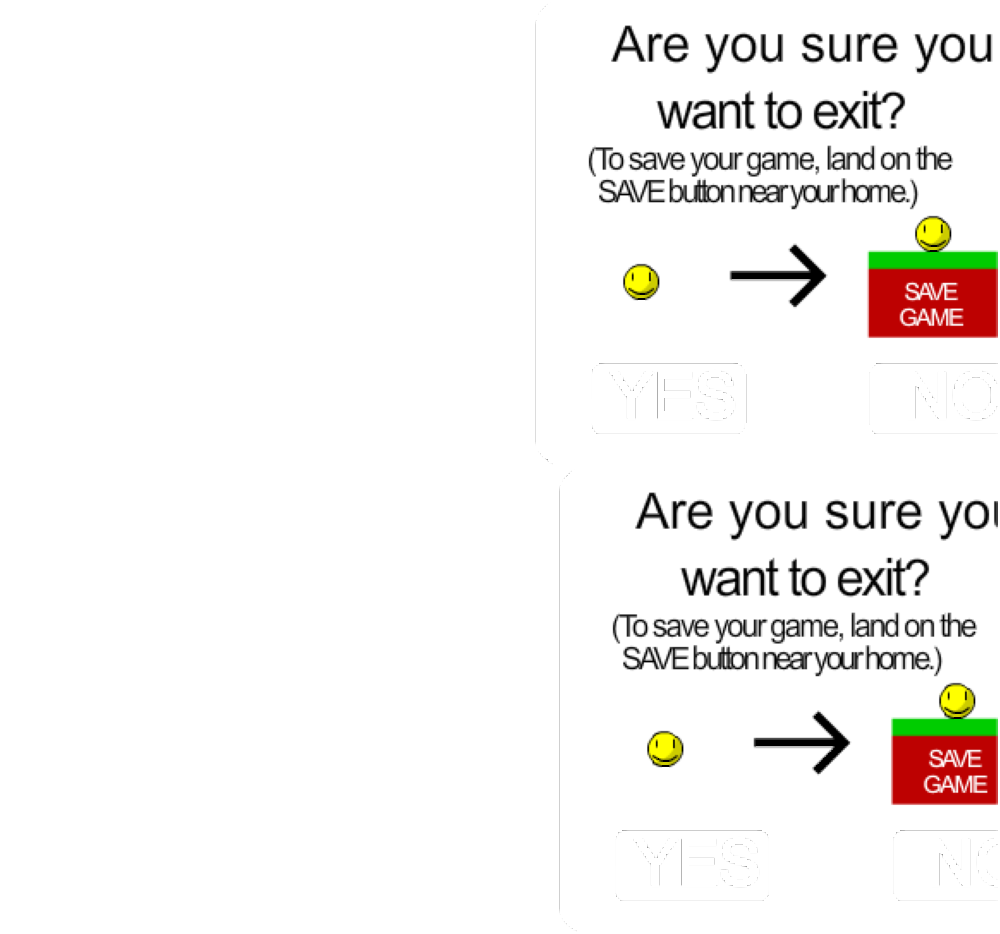 Are you sure you
want to exit?
(To save your game, land on the
SAVE button near your home.)
SAVE
GAME
YES
NO
Are you sure you
want to exit?
(To save your game, land on the
SAVE button near your home.)
SAVE
GAME
YES
NO